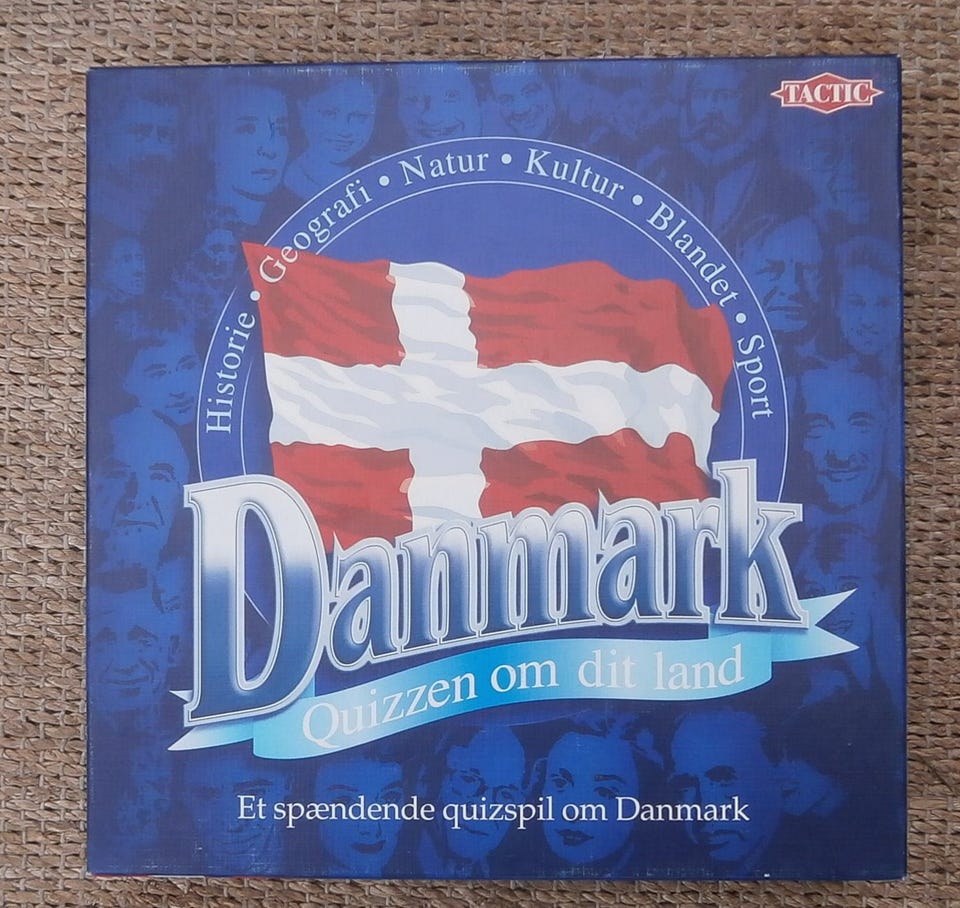 TACTIC
Historie • Geografi • Natur • Kultur • Blandet • Sport
Danmark
Quizzen om dit land
Et spændende quizspil om Danmark